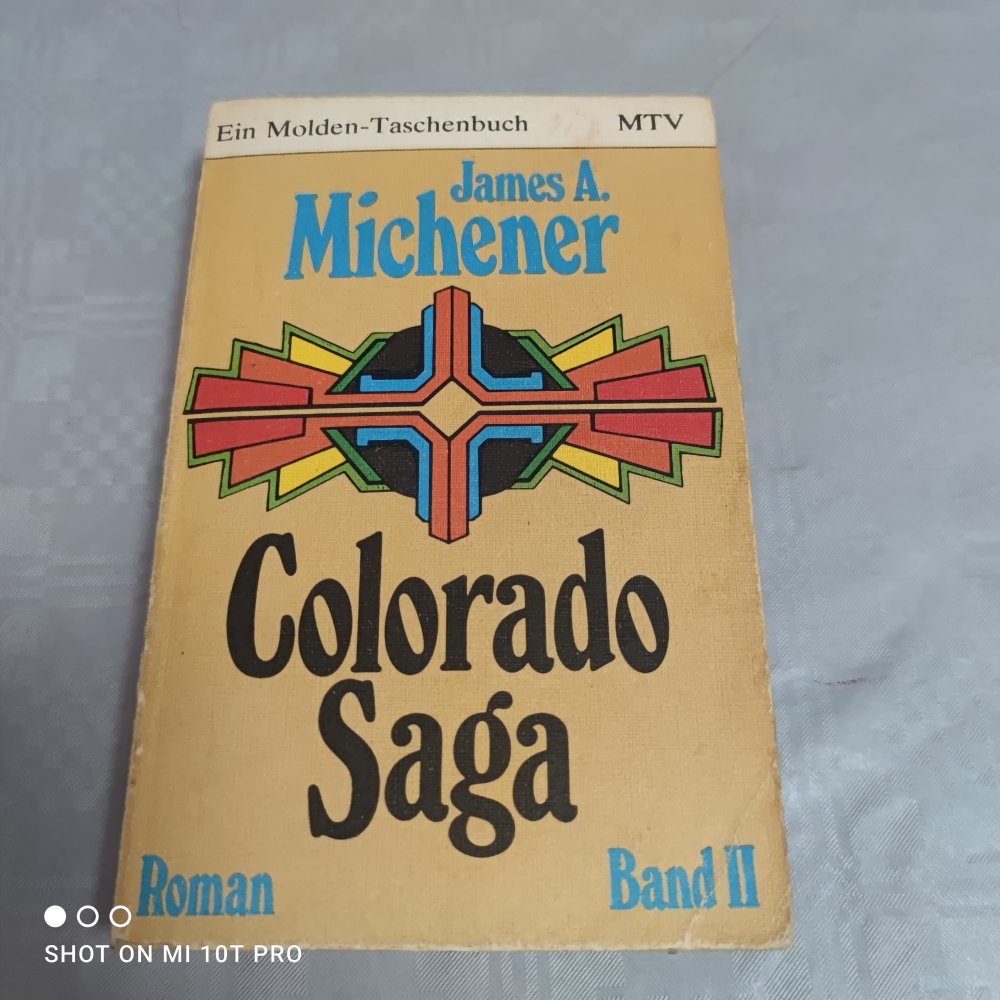 Ein Molden-Taschenbuch MTV
James A.
Michener
Colorado
Saga
Roman Band II
SHOT ON MI 10T PRO